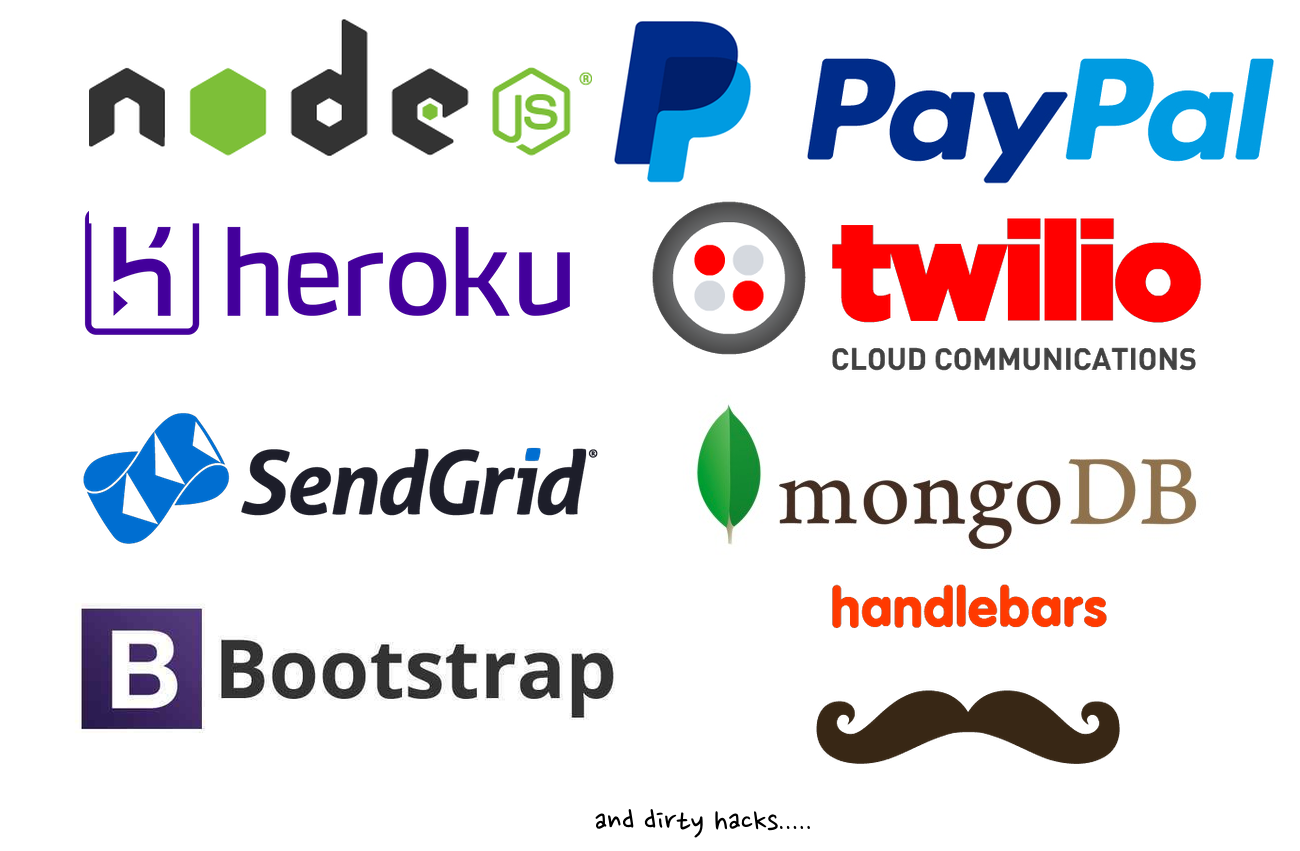 node JS ®
PayPal
heroku
twilio
CLOUD COMMUNICATIONS
SendGrid®
mongoDB
handlebars
B Bootstrap
and dirty hacks.....